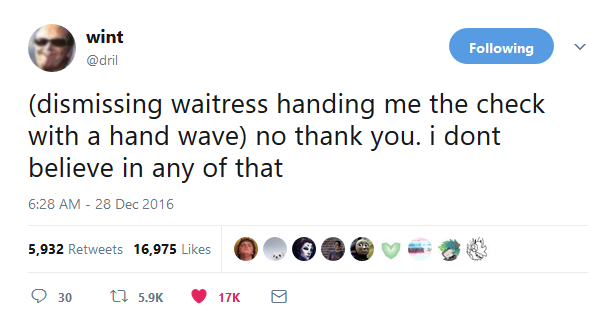 wint
@dril
Following
(dismissing waitress handing me the check
with a hand wave) no thank you. i dont
believe in any of that
6:28 AM - 28 Dec 2016
5,932 Retweets 16,975 Likes
30 5.9K 17K